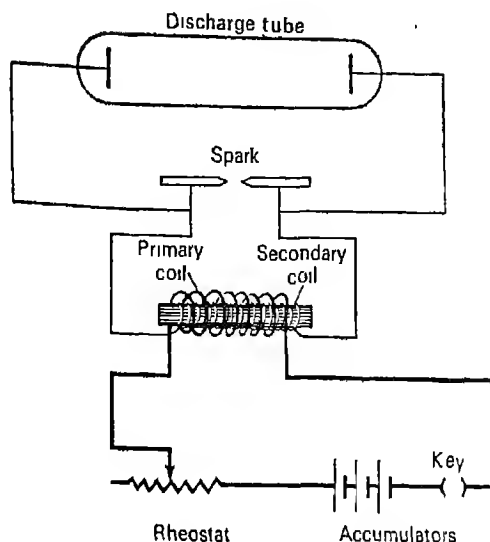 Discharge tube
Spark
Primary
coil
Secondary
coil
Key
Rheostat
Accumulators